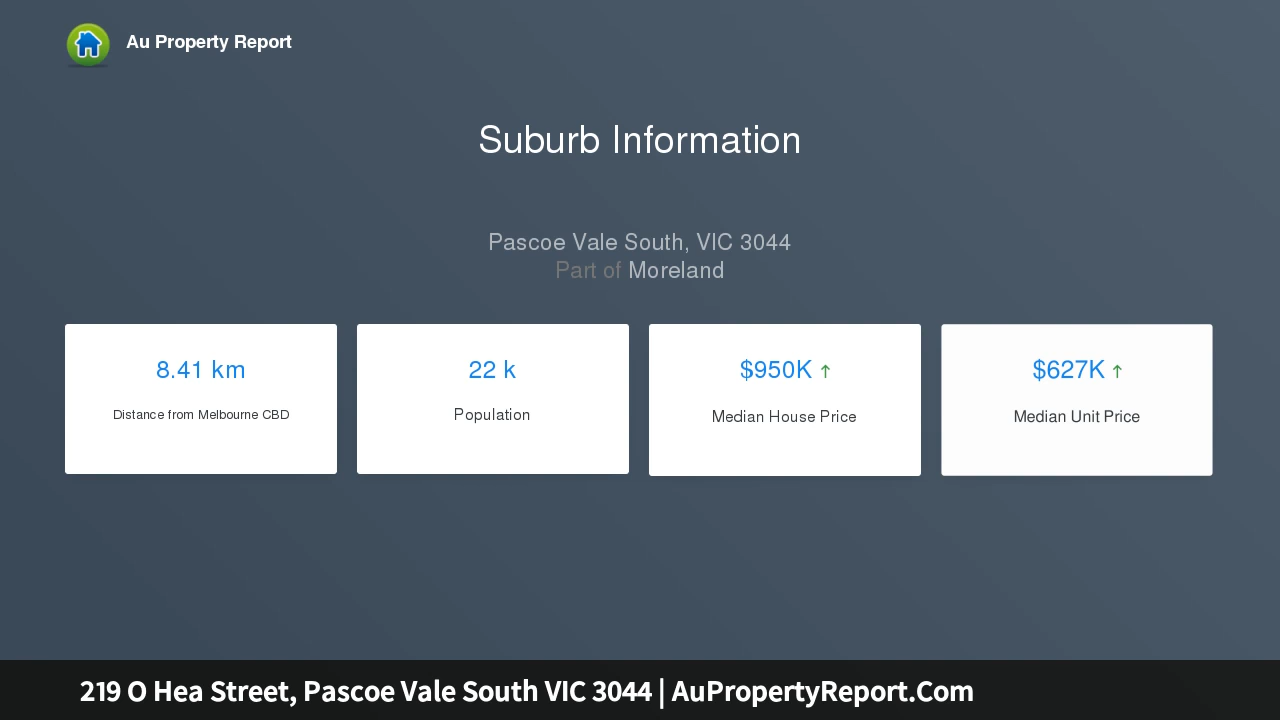 Au Property Report
Suburb Information
Pascoe Vale South, VIC 3044
Part of Moreland
8.41 km
Distance from Melbourne CBD
22 k
Population
$950K ↑
Median House Price
$627K ↑
Median Unit Price
219 O Hea Street, Pascoe Vale South VIC 3044 | AuPropertyReport.Com